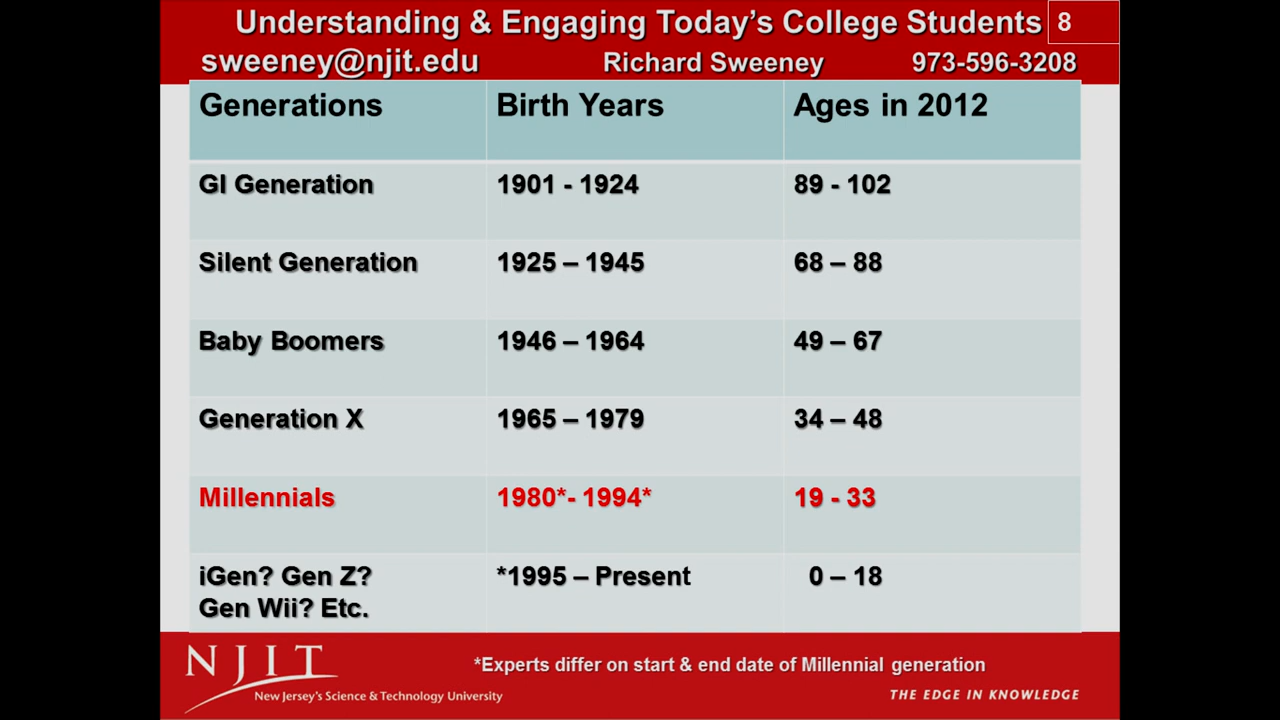 Understanding & Engaging Today's College Students 8
sweeney@njit.edu Richard Sweeney 973-596-3208
Generations Birth Years Ages in 2012
GI Generation 1901 - 1924 89 - 102
Silent Generation 1925 – 1945 68 – 88
Baby Boomers 1946 – 1964 49 – 67
Generation X 1965 – 1979 34 – 48
Millennials 1980*- 1994* 19 - 33
iGen? Gen Z? *1995 – Present 0 – 18
Gen Wii? Etc.
NJIT *Experts differ on start & end date of Millennial generation
New Jersey's Science & Technology University THE EDGE IN KNOWLEDGE